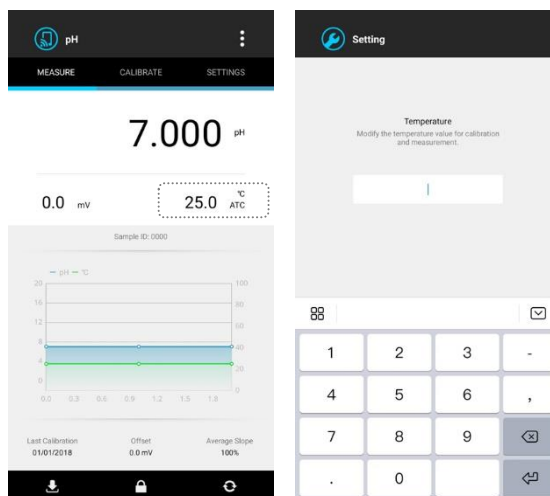 pH
MEASURE CALIBRATE SETTINGS
7.000 pH
0.0 mV 25.0 °C ATC
Sample ID: 0000
pH °C
20 100
16 80
12 60
8 40
4 20
0 0
0.0 0.3 0.6 0.9 1.2 1.5 1.8
Last Calibration Offset Average Slope
01/01/2018 0.0 mV 100%
Setting
Temperature
Modify the temperature value for calibration
and measurement.
1 2 3 -
4 5 6 ,
7 8 9
. 0